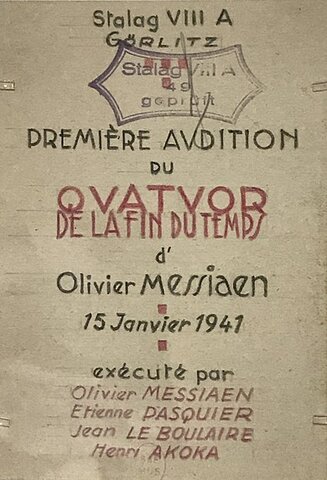 Stalag VIII A
GÖRLITZ
Stalag VIII A
49
geprüft
PREMIÈRE AVDITION
DU
QVATVOR
DE LA FIN DU TEMPS
d'
Olivier Messiaen
15 Janvier 1941
exécuté par
Olivier MESSIAEN
Etienne PASQUIER
Jean LE BOULAIRE
Henri AKOKA